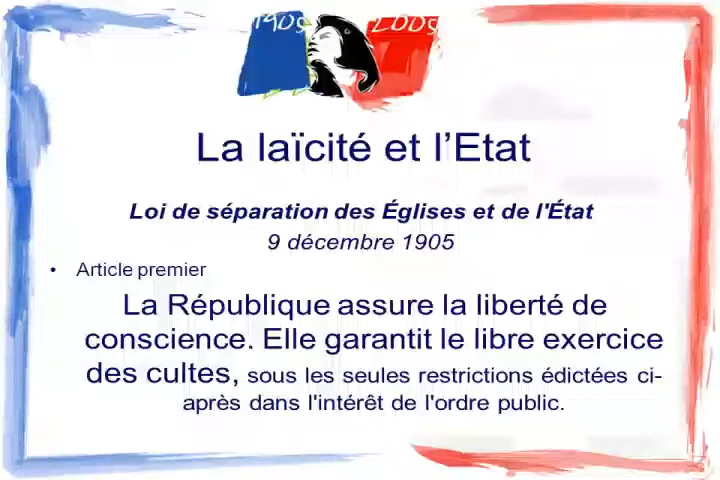 1905 2005
La laïcité et l’Etat
Loi de séparation des Églises et de l'État
9 décembre 1905
• Article premier
La République assure la liberté de
conscience. Elle garantit le libre exercice
des cultes, sous les seules restrictions édictées ci-
après dans l'intérêt de l'ordre public.